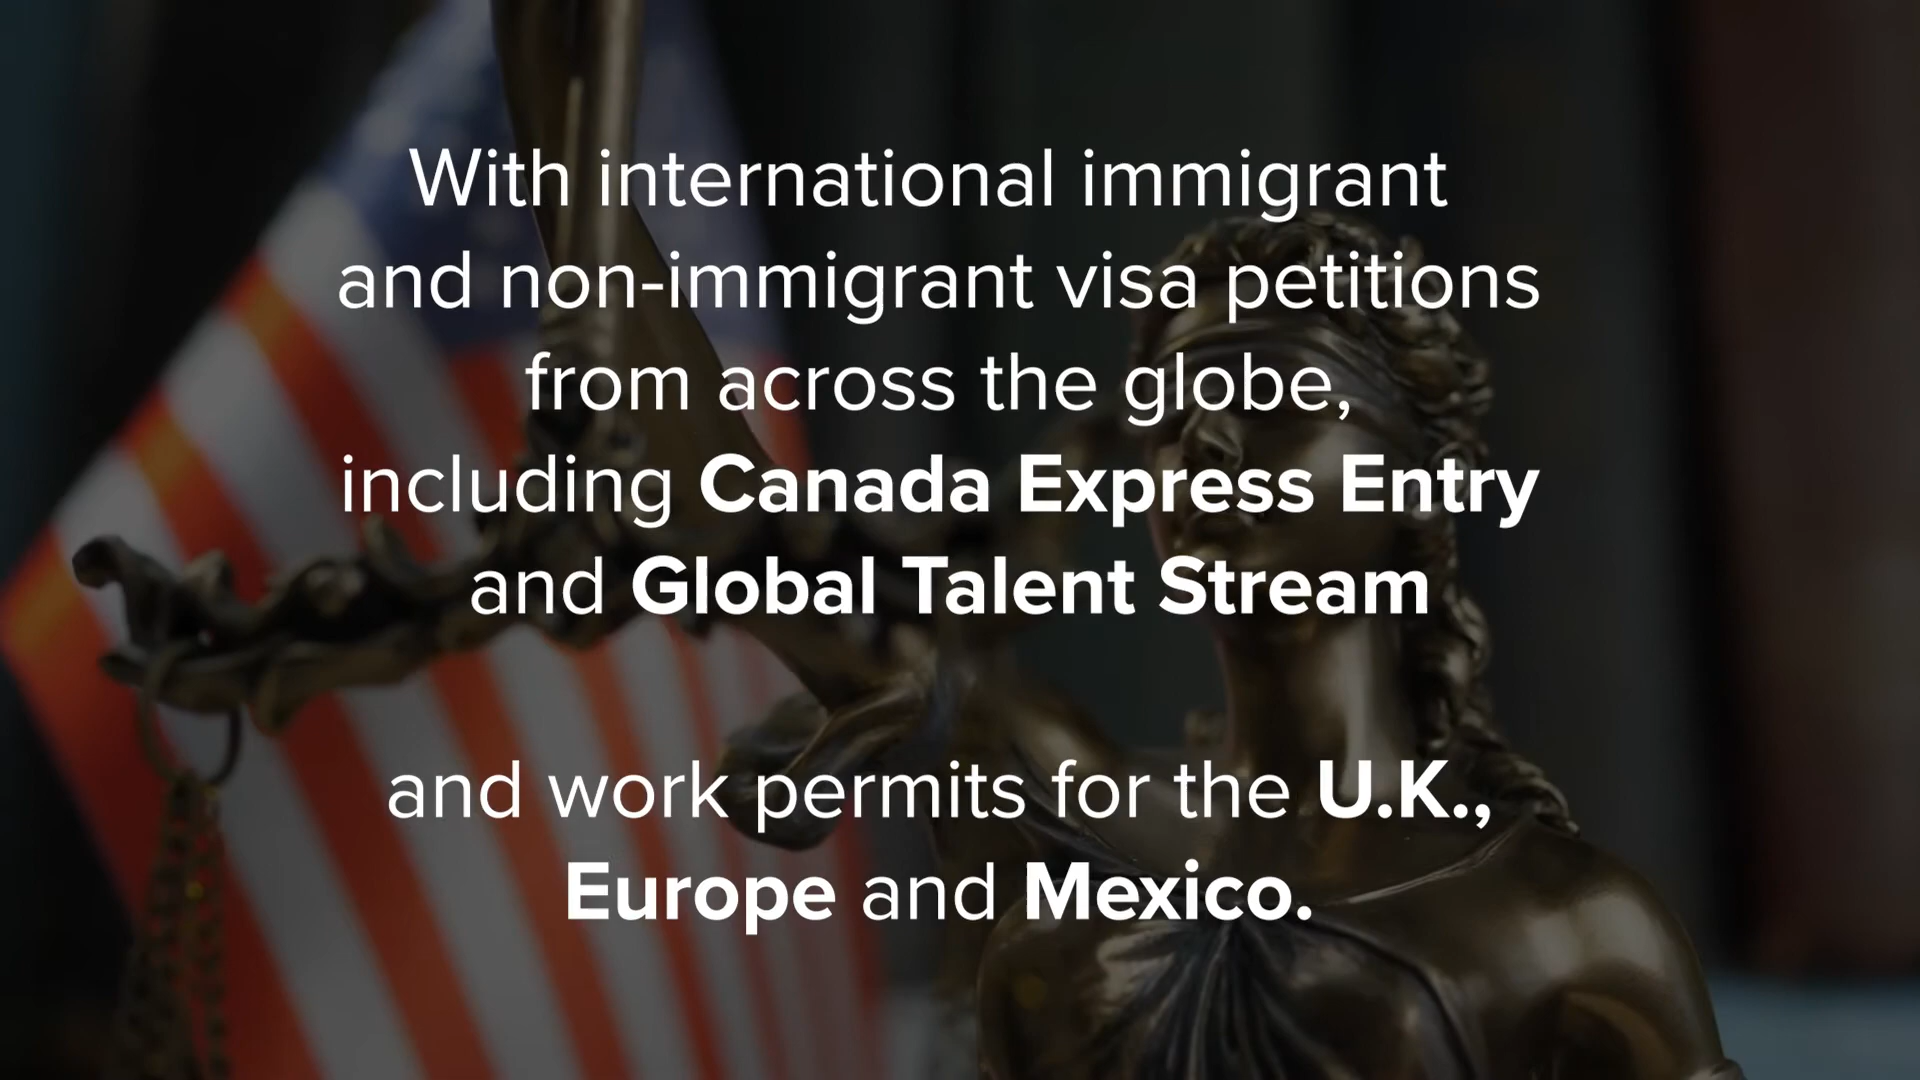 With international immigrant
and non-immigrant visa petitions
from across the globe,
including Canada Express Entry
and Global Talent Stream
and work permits for the U.K.,
Europe and Mexico.